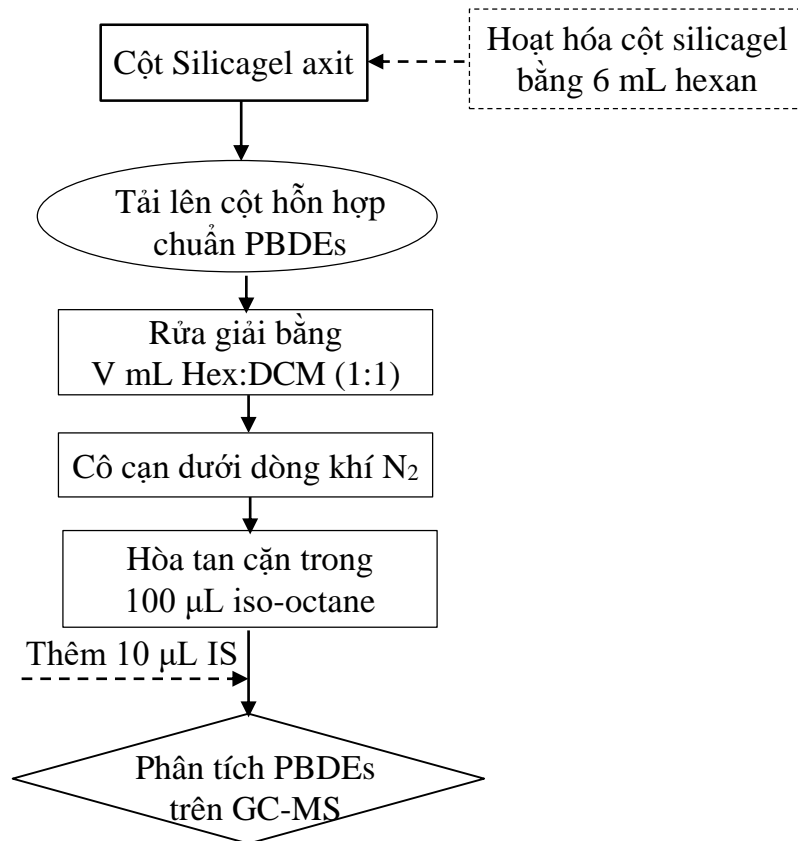 Cột Silicagel axit
Hoạt hóa cột silicagel
bằng 6 mL hexan
Tải lên cột hỗn hợp
chuẩn PBDEs
Rửa giải bằng
V mL Hex:DCM (1:1)
Cô cạn dưới dòng khí N₂
Hòa tan cặn trong
100 μL iso-octane
Thêm 10 μL IS
Phân tích PBDEs
trên GC-MS